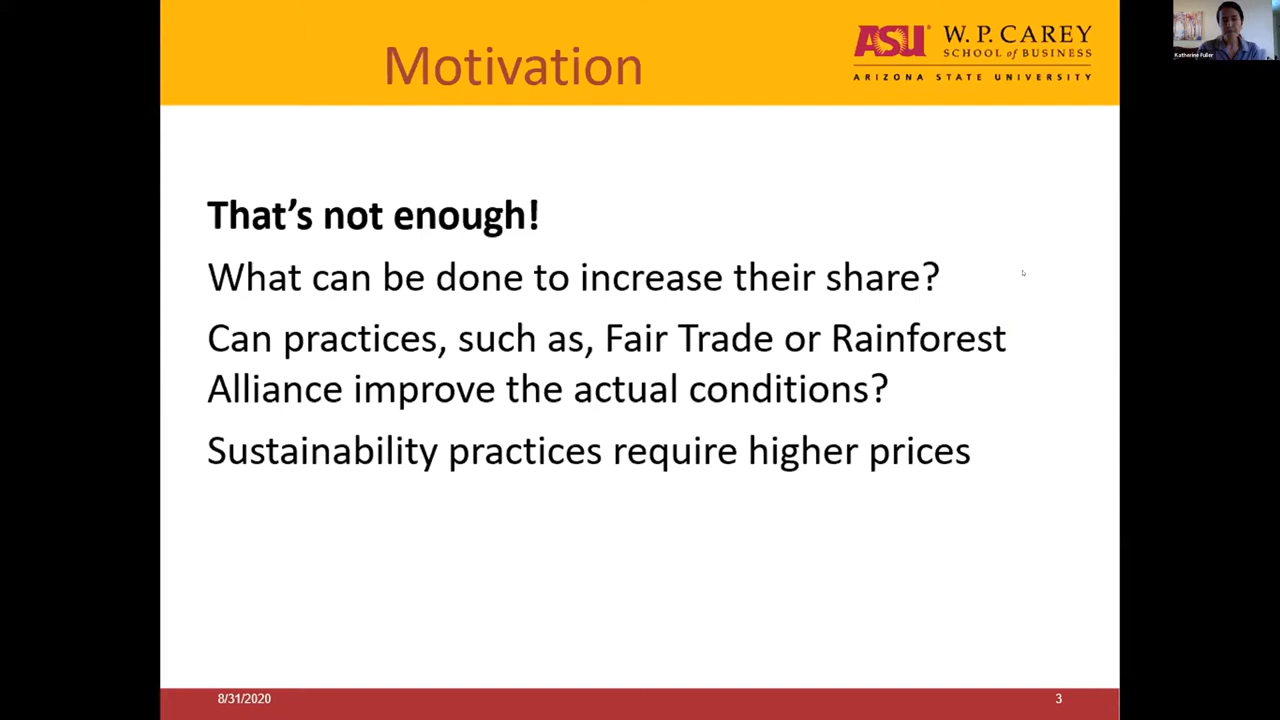 Motivation
ASU W. P. CAREY
SCHOOL of BUSINESS
ARIZONA STATE UNIVERSITY
Katherine Fuller
That's not enough!
What can be done to increase their share?
Can practices, such as, Fair Trade or Rainforest
Alliance improve the actual conditions?
Sustainability practices require higher prices
8/31/2020
3